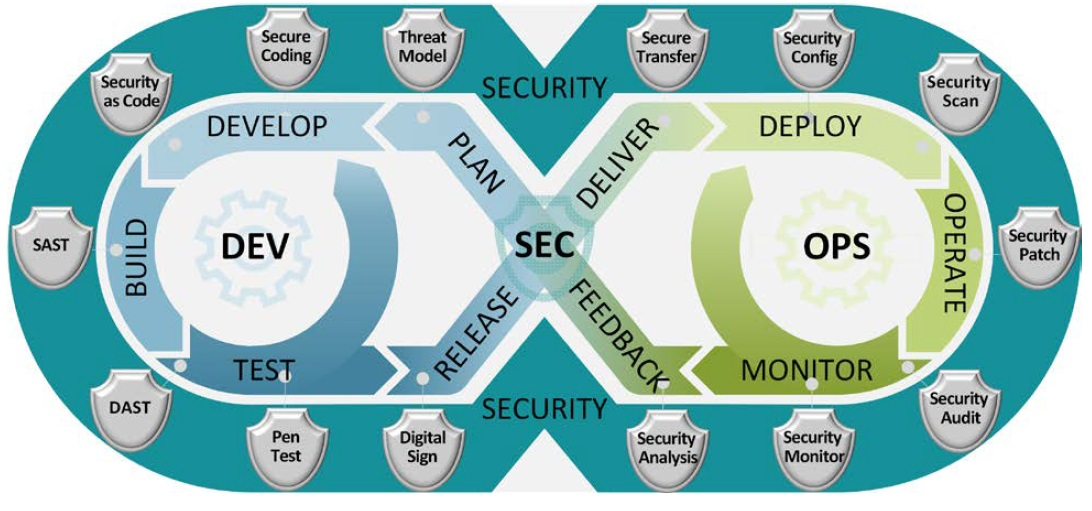 Secure
Coding
Threat
Model
Secure
Transfer
Security
Config
Security
as Code
SECURITY
Security
Scan
DEVELOP
PLAN
DELIVER
DEPLOY
SAST
BUILD
DEV
SEC
OPS
OPERATE
Security
Patch
TEST
RELEASE
FEEDBACK
MONITOR
DAST
SECURITY
Security
Audit
Pen
Test
Digital
Sign
Security
Analysis
Security
Monitor